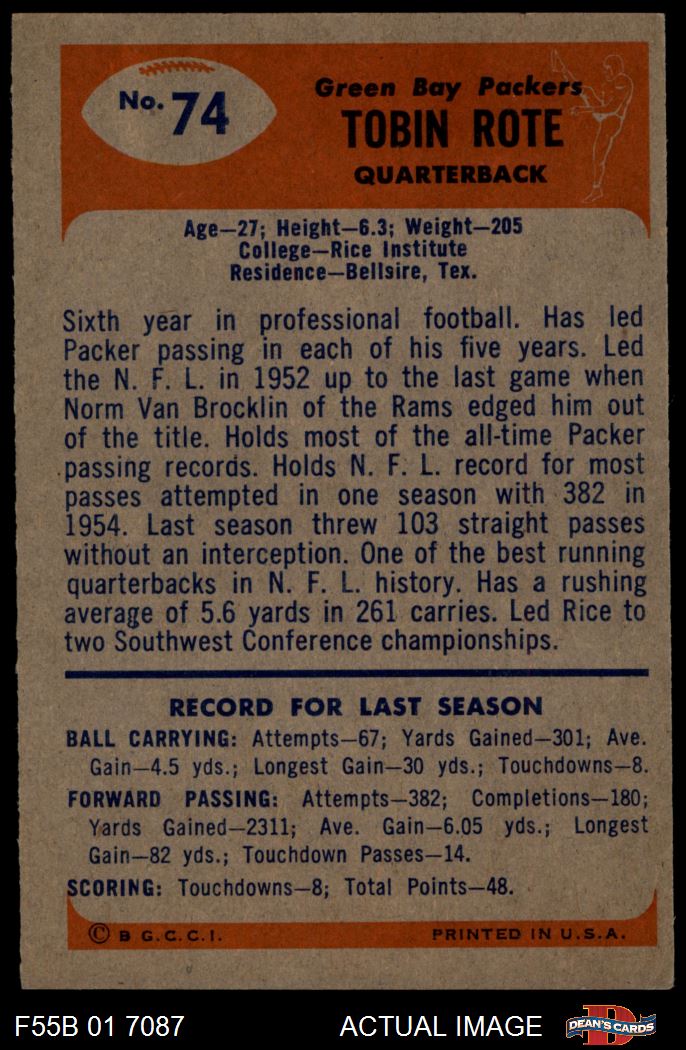 No. 74
Green Bay Packers
TOBIN ROTE
QUARTERBACK
Age—27; Height—6.3; Weight—205
College—Rice Institute
Residence—Bellsire, Tex.
Sixth year in professional football. Has led
Packer passing in each of his five years. Led
the N. F. L. in 1952 up to the last game when
Norm Van Brocklin of the Rams edged him out
of the title. Holds most of the all-time Packer
passing records. Holds N. F. L. record for most
passes attempted in one season with 382 in
1954. Last season threw 103 straight passes
without an interception. One of the best running
quarterbacks in N. F. L. history. Has a rushing
average of 5.6 yards in 261 carries. Led Rice to
two Southwest Conference championships.
RECORD FOR LAST SEASON
BALL CARRYING: Attempts—67; Yards Gained—301; Ave.
Gain—4.5 yds.; Longest Gain—30 yds.; Touchdowns—8.
FORWARD PASSING: Attempts—382; Completions—180;
Yards Gained—2311; Ave. Gain—6.05 yds.; Longest
Gain—82 yds.; Touchdown Passes—14.
SCORING: Touchdowns—8; Total Points—48.
© B G.C.C.I. PRINTED IN U.S.A.
F55B 01 7087 ACTUAL IMAGE D DEAN'S CARDS